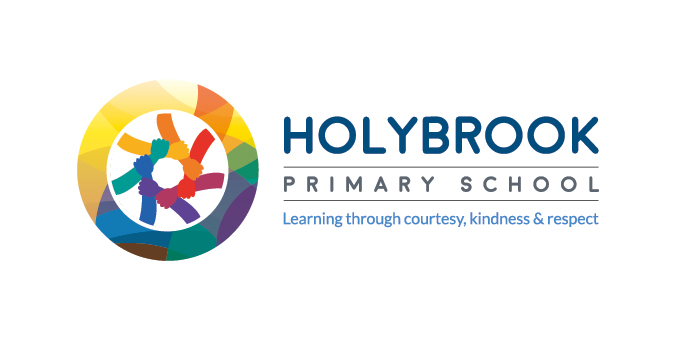 HOLYBROOK
PRIMARY SCHOOL
Learning through courtesy, kindness & respect